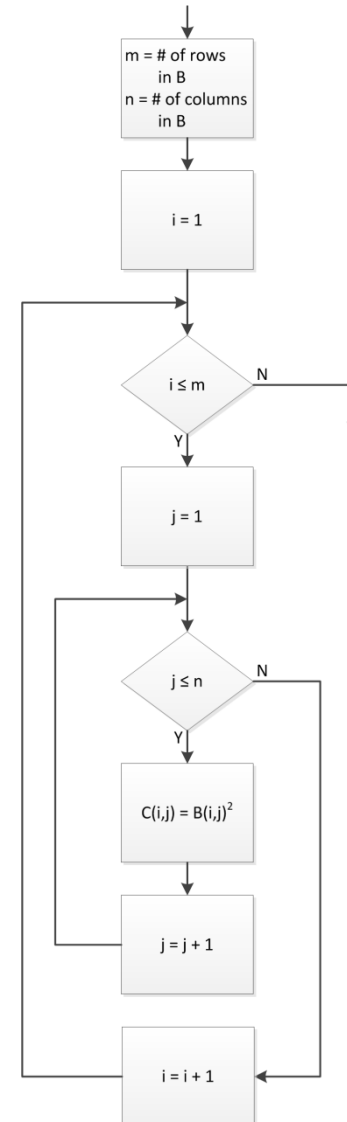 m = # of rows
in B
n = # of columns
in B
i = 1
i ≤ m
N
Y
j = 1
j ≤ n
N
Y
C(i,j) = B(i,j)²
j = j + 1
i = i + 1